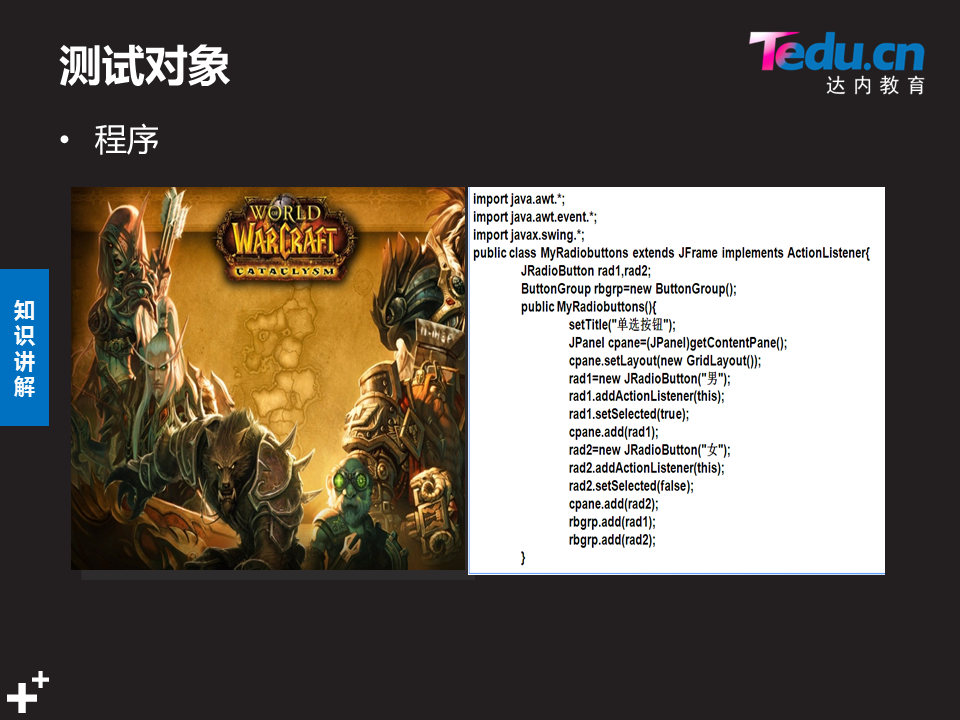 测试对象
Tedu.cn
达内教育
• 程序
知识讲解
WORLD
WARCRAFT
CATACLYSM
import java.awt.*;
import java.awt.event.*;
import javax.swing.*;
public class MyRadiobuttons extends JFrame implements ActionListener{
JRadioButton rad1,rad2;
ButtonGroup rbgrp=new ButtonGroup();
public MyRadiobuttons(){
setTitle("单选按钮");
JPanel cpane=(JPanel)getContentPane();
cpane.setLayout(new GridLayout());
rad1=new JRadioButton("男");
rad1.addActionListener(this);
rad1.setSelected(true);
cpane.add(rad1);
rad2=new JRadioButton("女");
rad2.addActionListener(this);
rad2.setSelected(false);
cpane.add(rad2);
rbgrp.add(rad1);
rbgrp.add(rad2);
}